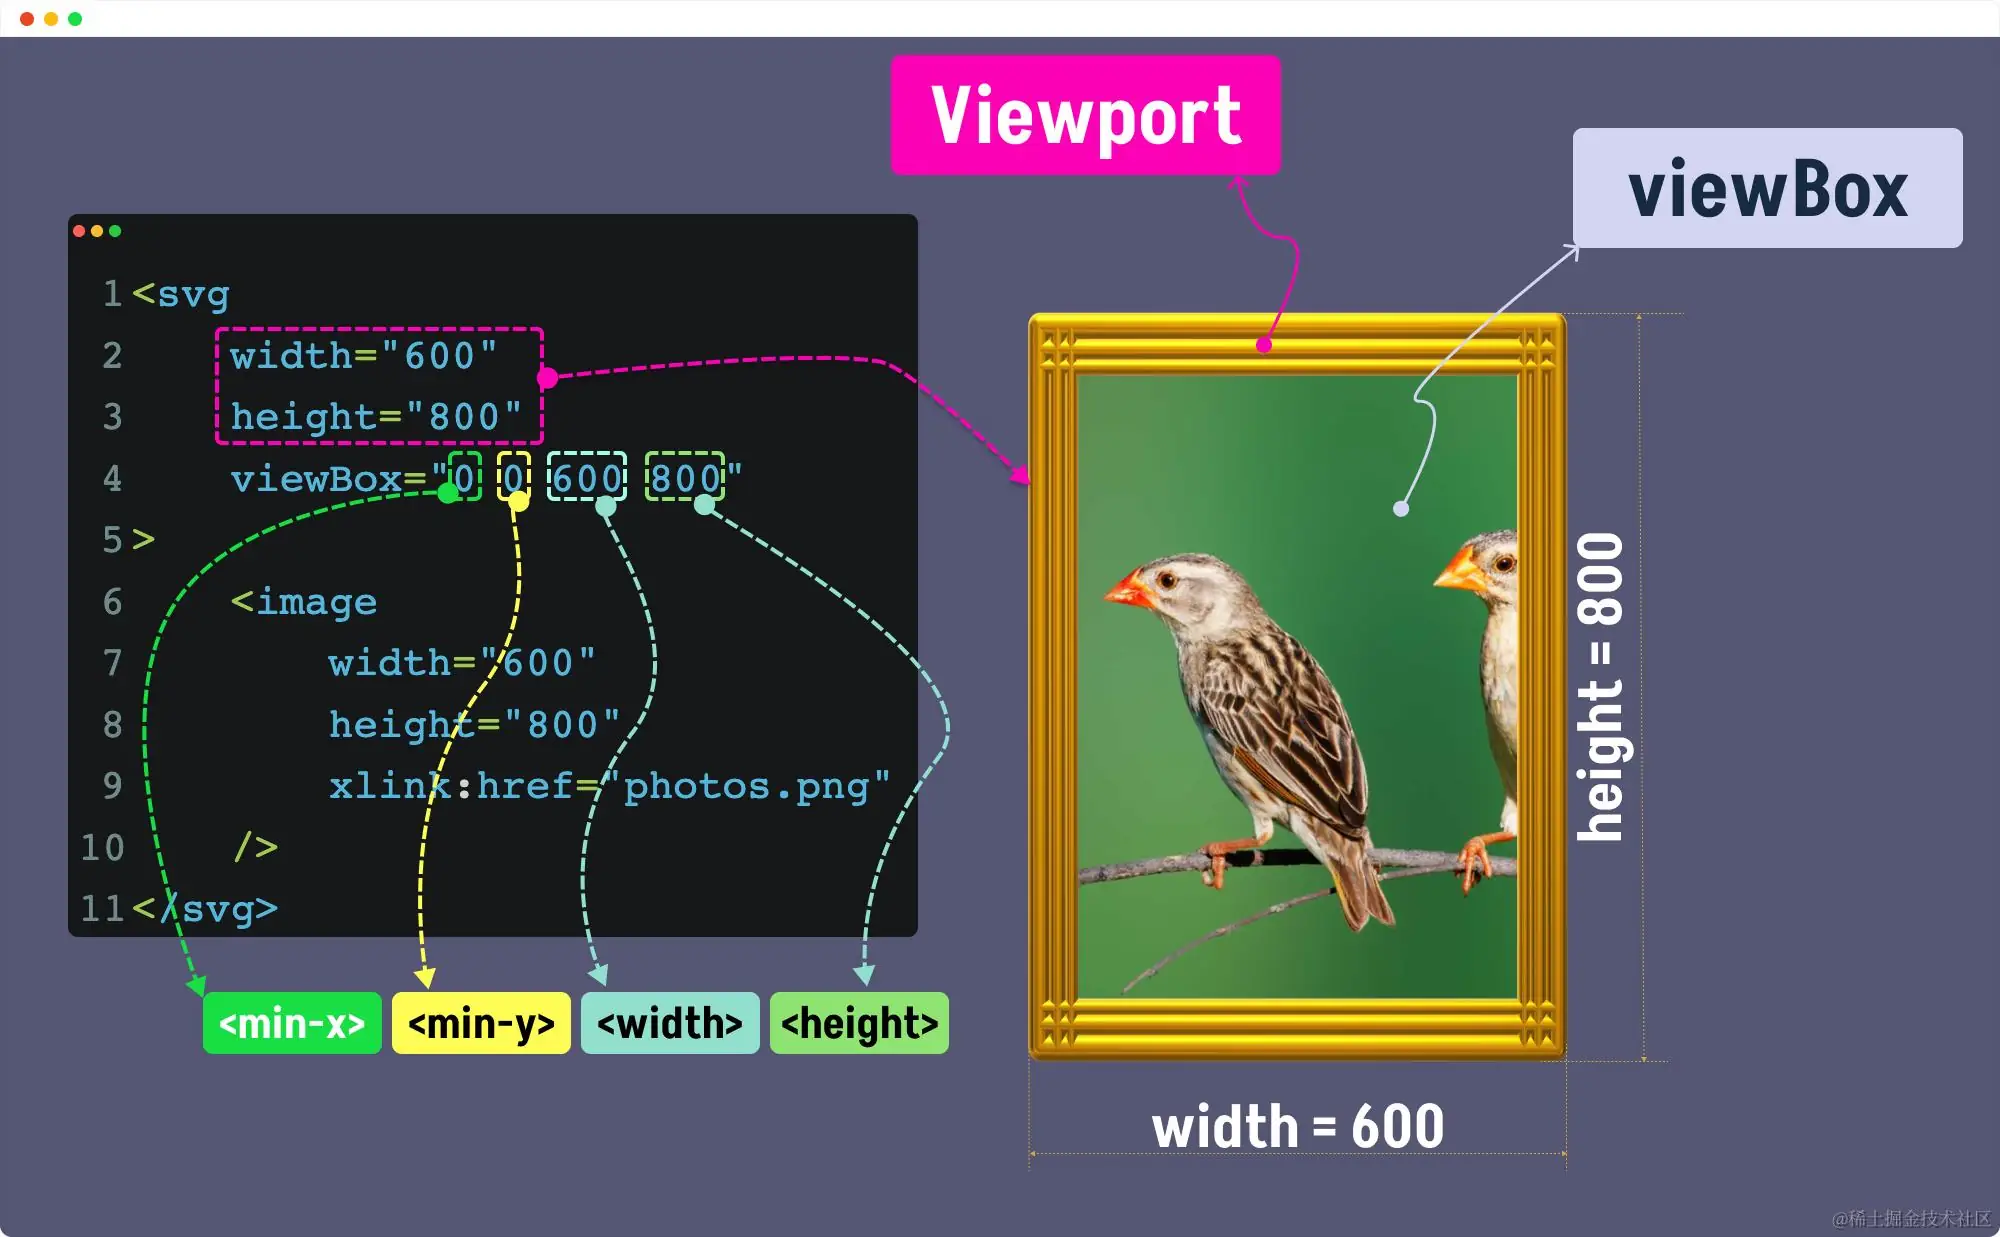 Viewport
viewBox
1 <svg
2 width="600"
3 height="800"
4 viewBox="0 0 600 800"
5 >
6 <image
7 width="600"
8 height="800"
9 xlink:href="photos.png"
10 />
11 </svg>
<min-x> <min-y> <width> <height>
height = 800
width = 600
@稀土掘金技术社区